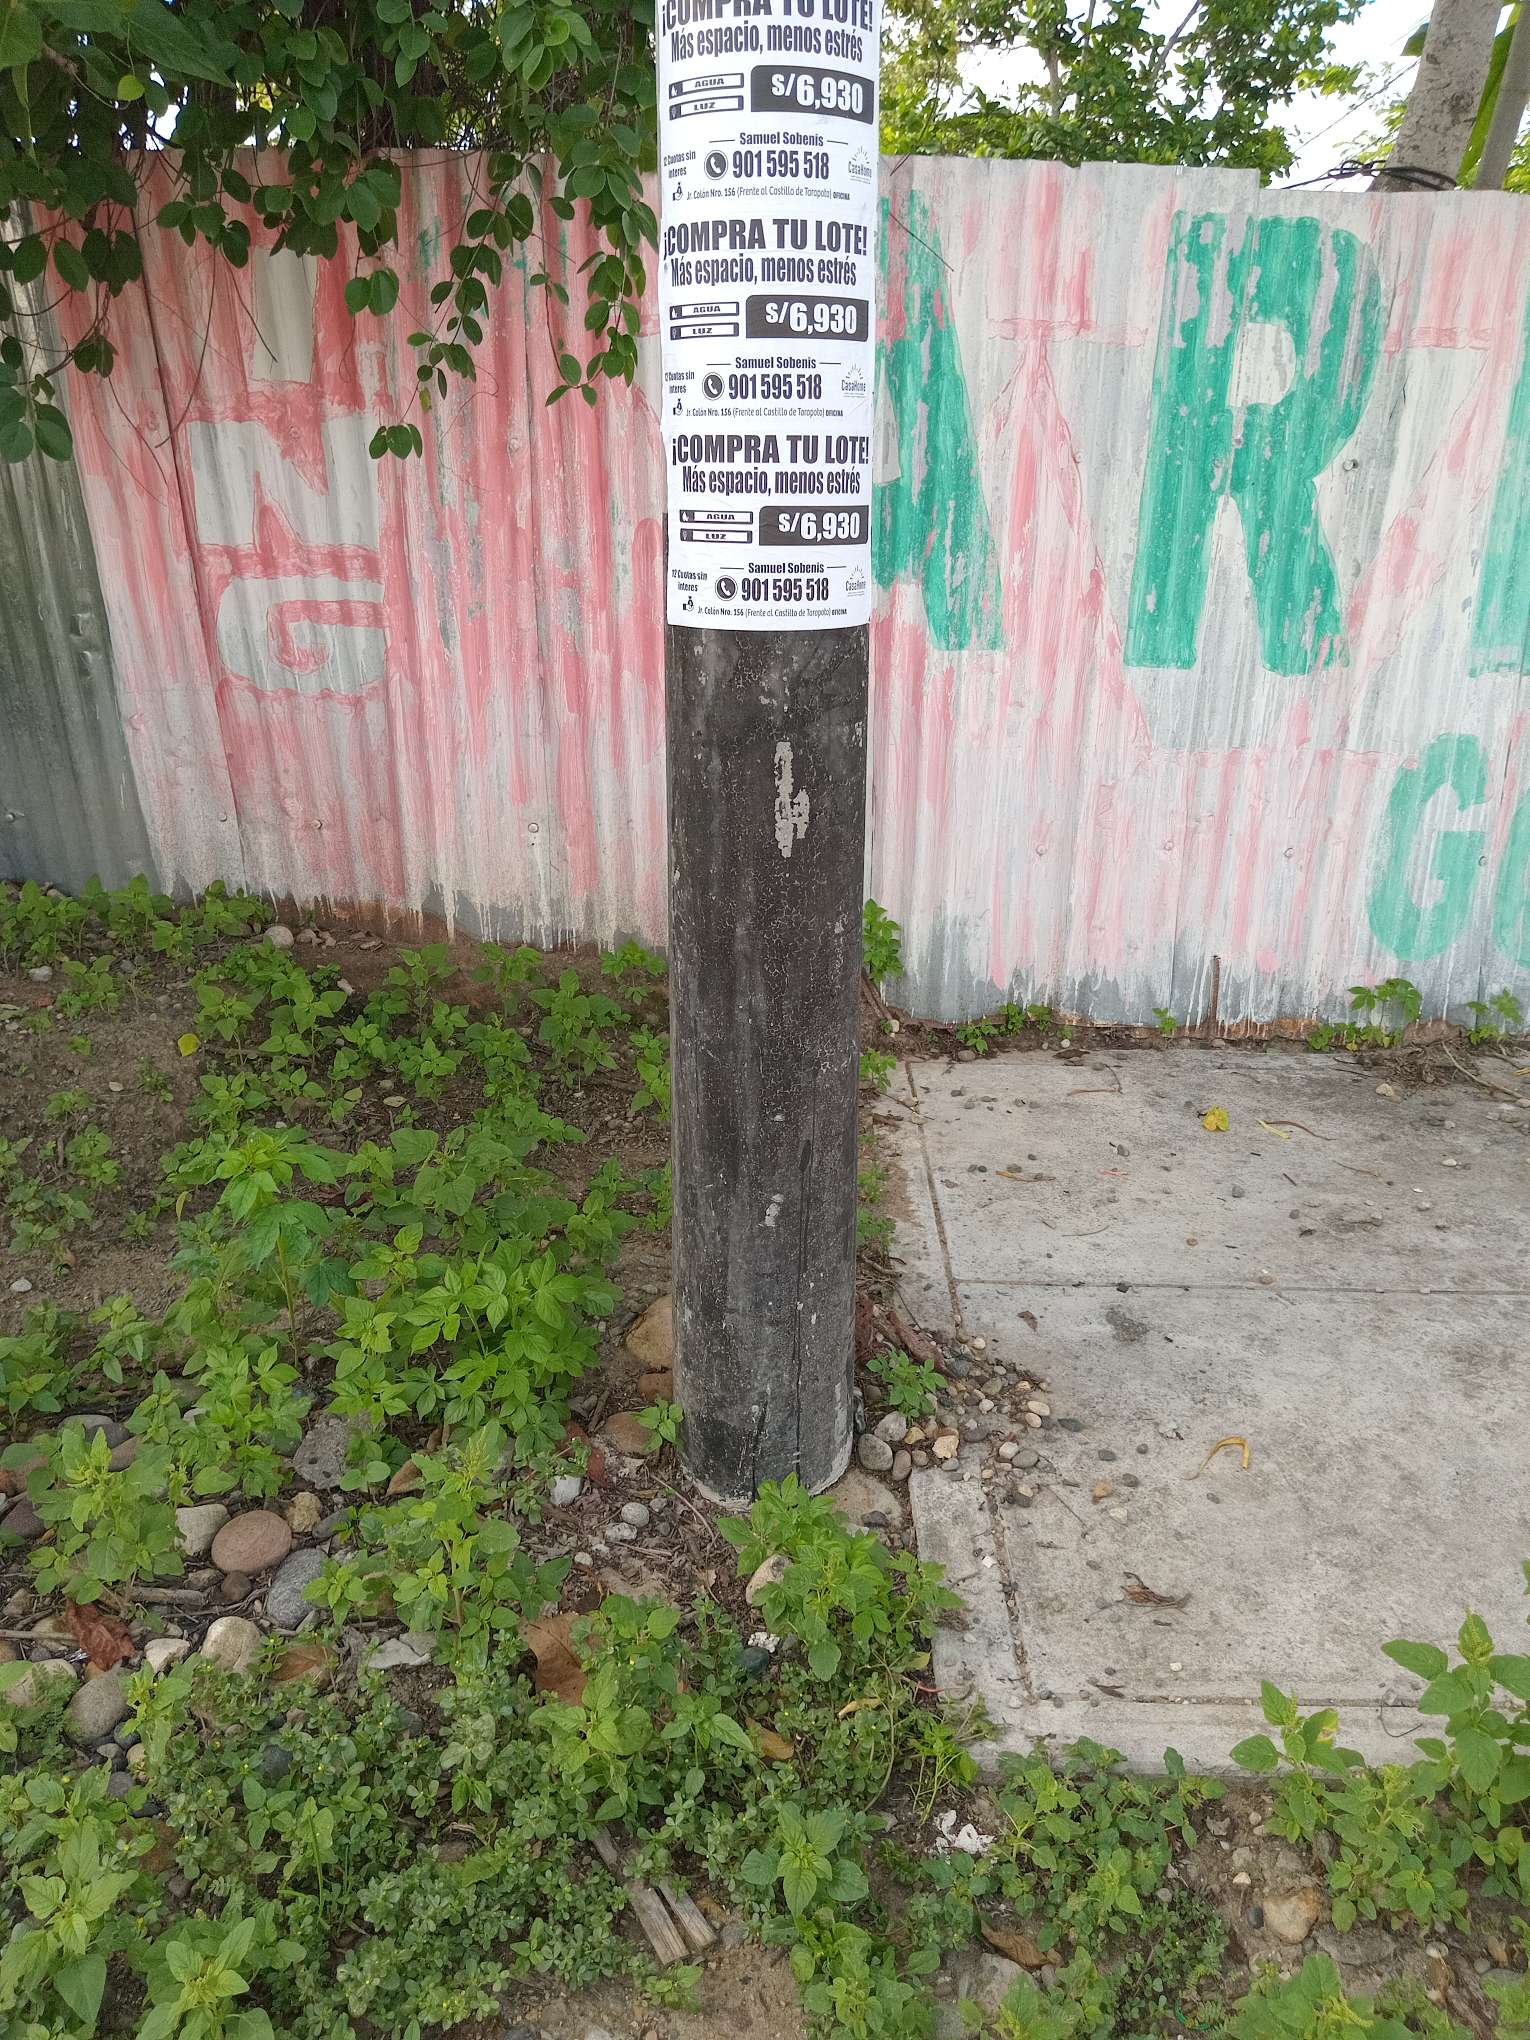 ¡COMPRA TU LOTE!
Más espacio, menos estrés
AGUA
LUZ
S/6,930
Samuel Sobenis
12 Cuotas sin
interes
901 595 518
CasaHome
Jr. Colón Nro. 156 (Frente al Castillo de Tarapoto) OFICINA
¡COMPRA TU LOTE!
Más espacio, menos estrés
AGUA
LUZ
S/6,930
Samuel Sobenis
12 Cuotas sin
interes
901 595 518
CasaHome
Jr. Colón Nro. 156 (Frente al Castillo de Tarapoto) OFICINA
¡COMPRA TU LOTE!
Más espacio, menos estrés
AGUA
LUZ
S/6,930
Samuel Sobenis
12 Cuotas sin
interes
901 595 518
CasaHome
Jr. Colón Nro. 156 (Frente al Castillo de Tarapoto) OFICINA
AR
G